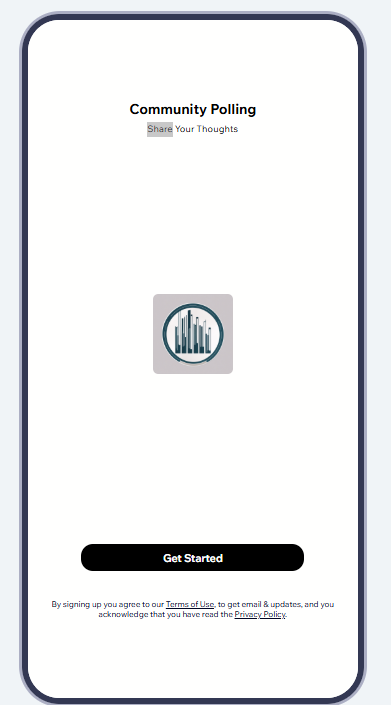 Community Polling
Share Your Thoughts
Get Started
By signing up you agree to our Terms of Use, to get email & updates, and you
acknowledge that you have read the Privacy Policy.